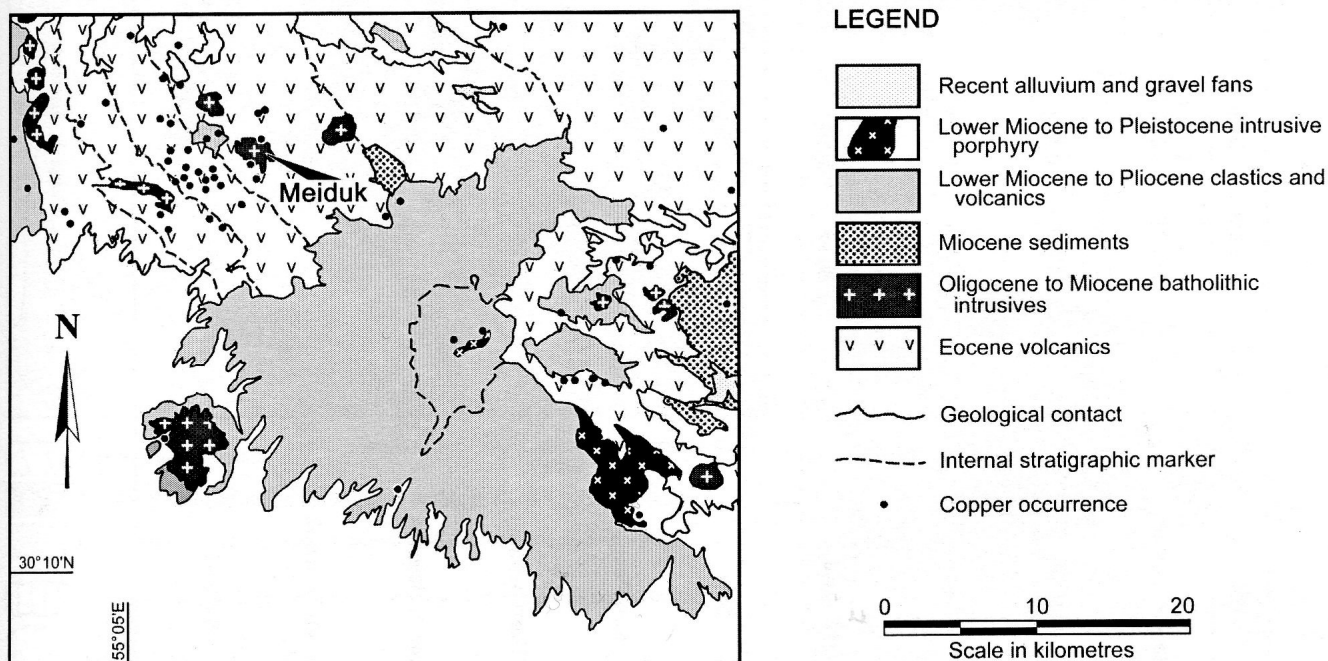 Meiduk
N
30°10'N
55°05'E
LEGEND
Recent alluvium and gravel fans
Lower Miocene to Pleistocene intrusive
porphyry
Lower Miocene to Pliocene clastics and
volcanics
Miocene sediments
Oligocene to Miocene batholithic
intrusives
Eocene volcanics
Geological contact
Internal stratigraphic marker
Copper occurrence
0 10 20
Scale in kilometres